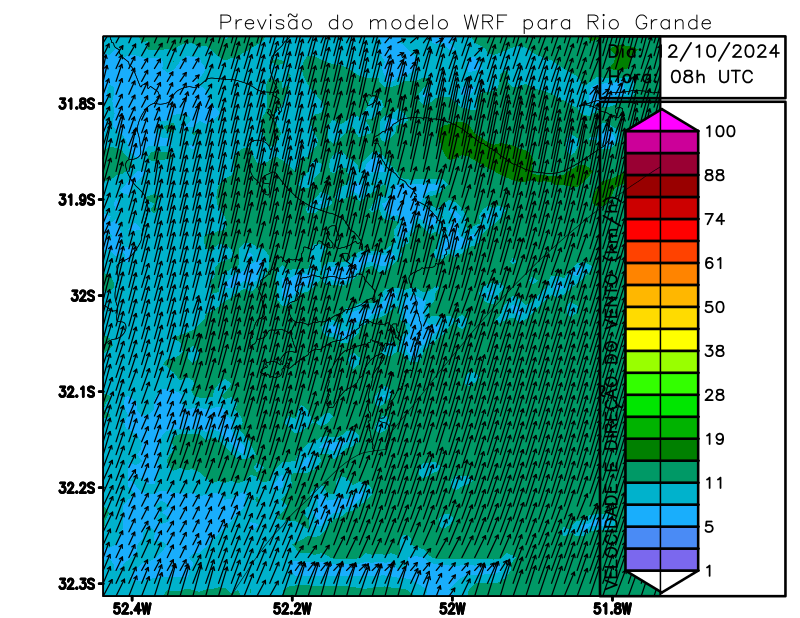 Previsão do modelo WRF para Rio Grande
Dia: 12/10/2024
Hora: 08h UTC
31.8S
31.9S
32S
32.1S
32.2S
32.3S
52.4W
52.2W
52W
51.8W
VELOCIDADE E DIREÇÃO DO VENTO (km/h)
100
88
74
61
50
38
28
19
11
5
1